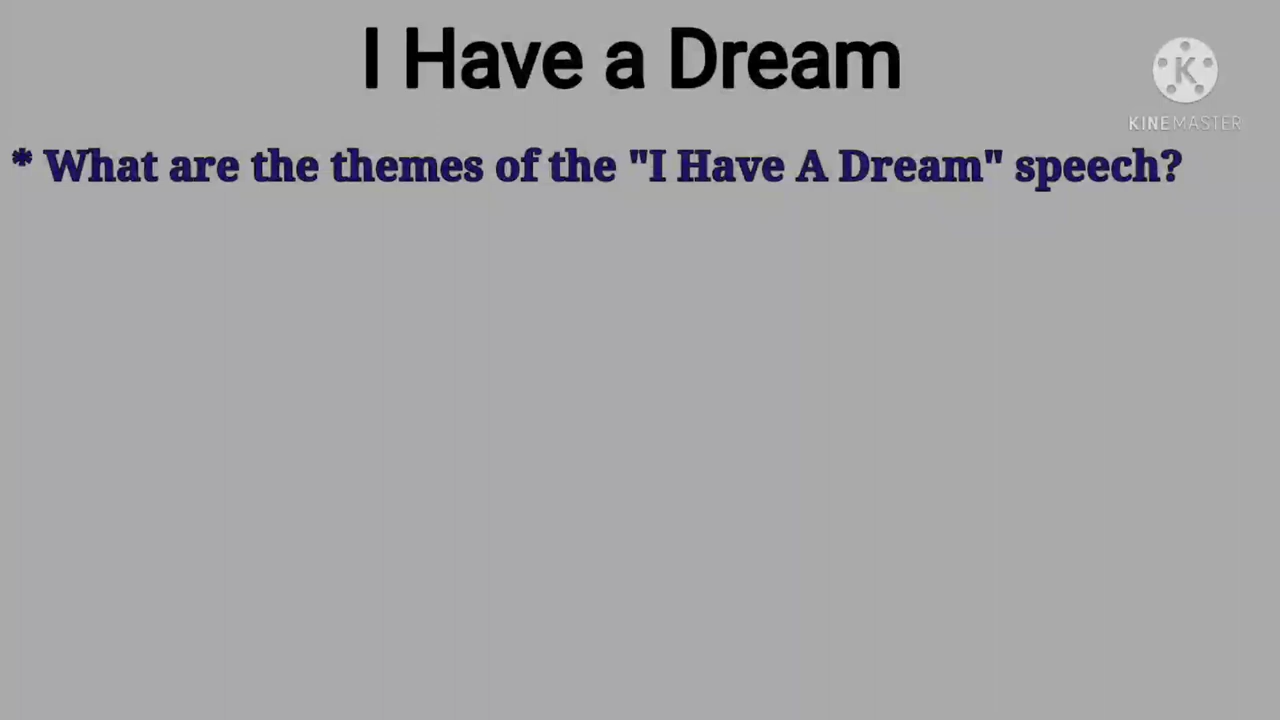 I Have a Dream
K
KINEMASTER
* What are the themes of the "I Have A Dream" speech?